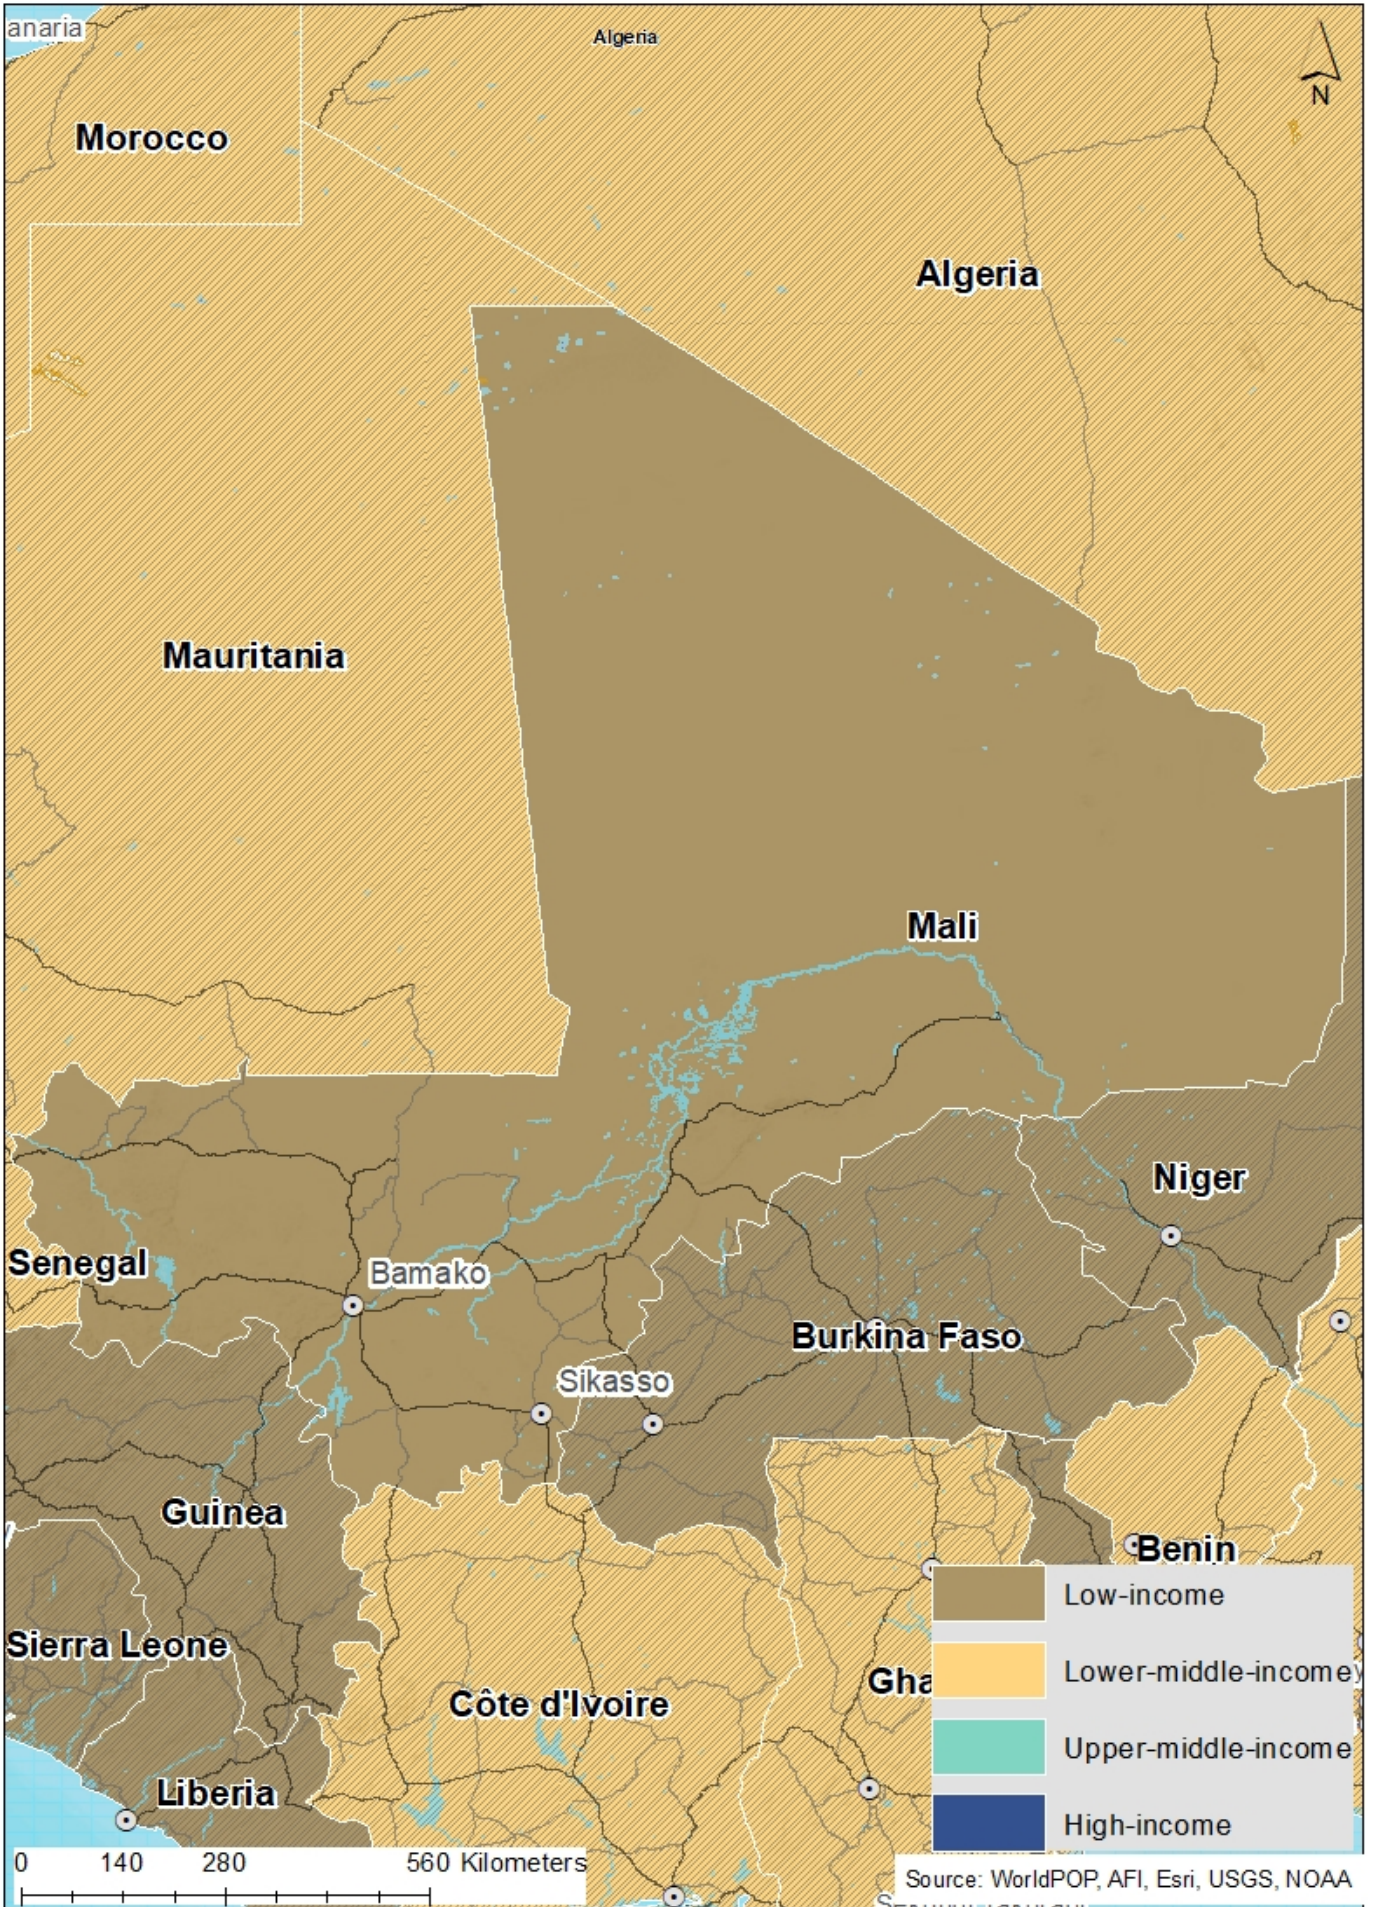 anaria
Algeria
N
Morocco
Algeria
Mauritania
Mali
Niger
Senegal
Bamako
Burkina Faso
Sikasso
Guinea
Benin
Low-income
Sierra Leone
Lower-middle-income
Gha
Côte d'Ivoire
Upper-middle-income
Liberia
High-income
0 140 280 560 Kilometers
Source: WorldPOP, AFI, Esri, USGS, NOAA